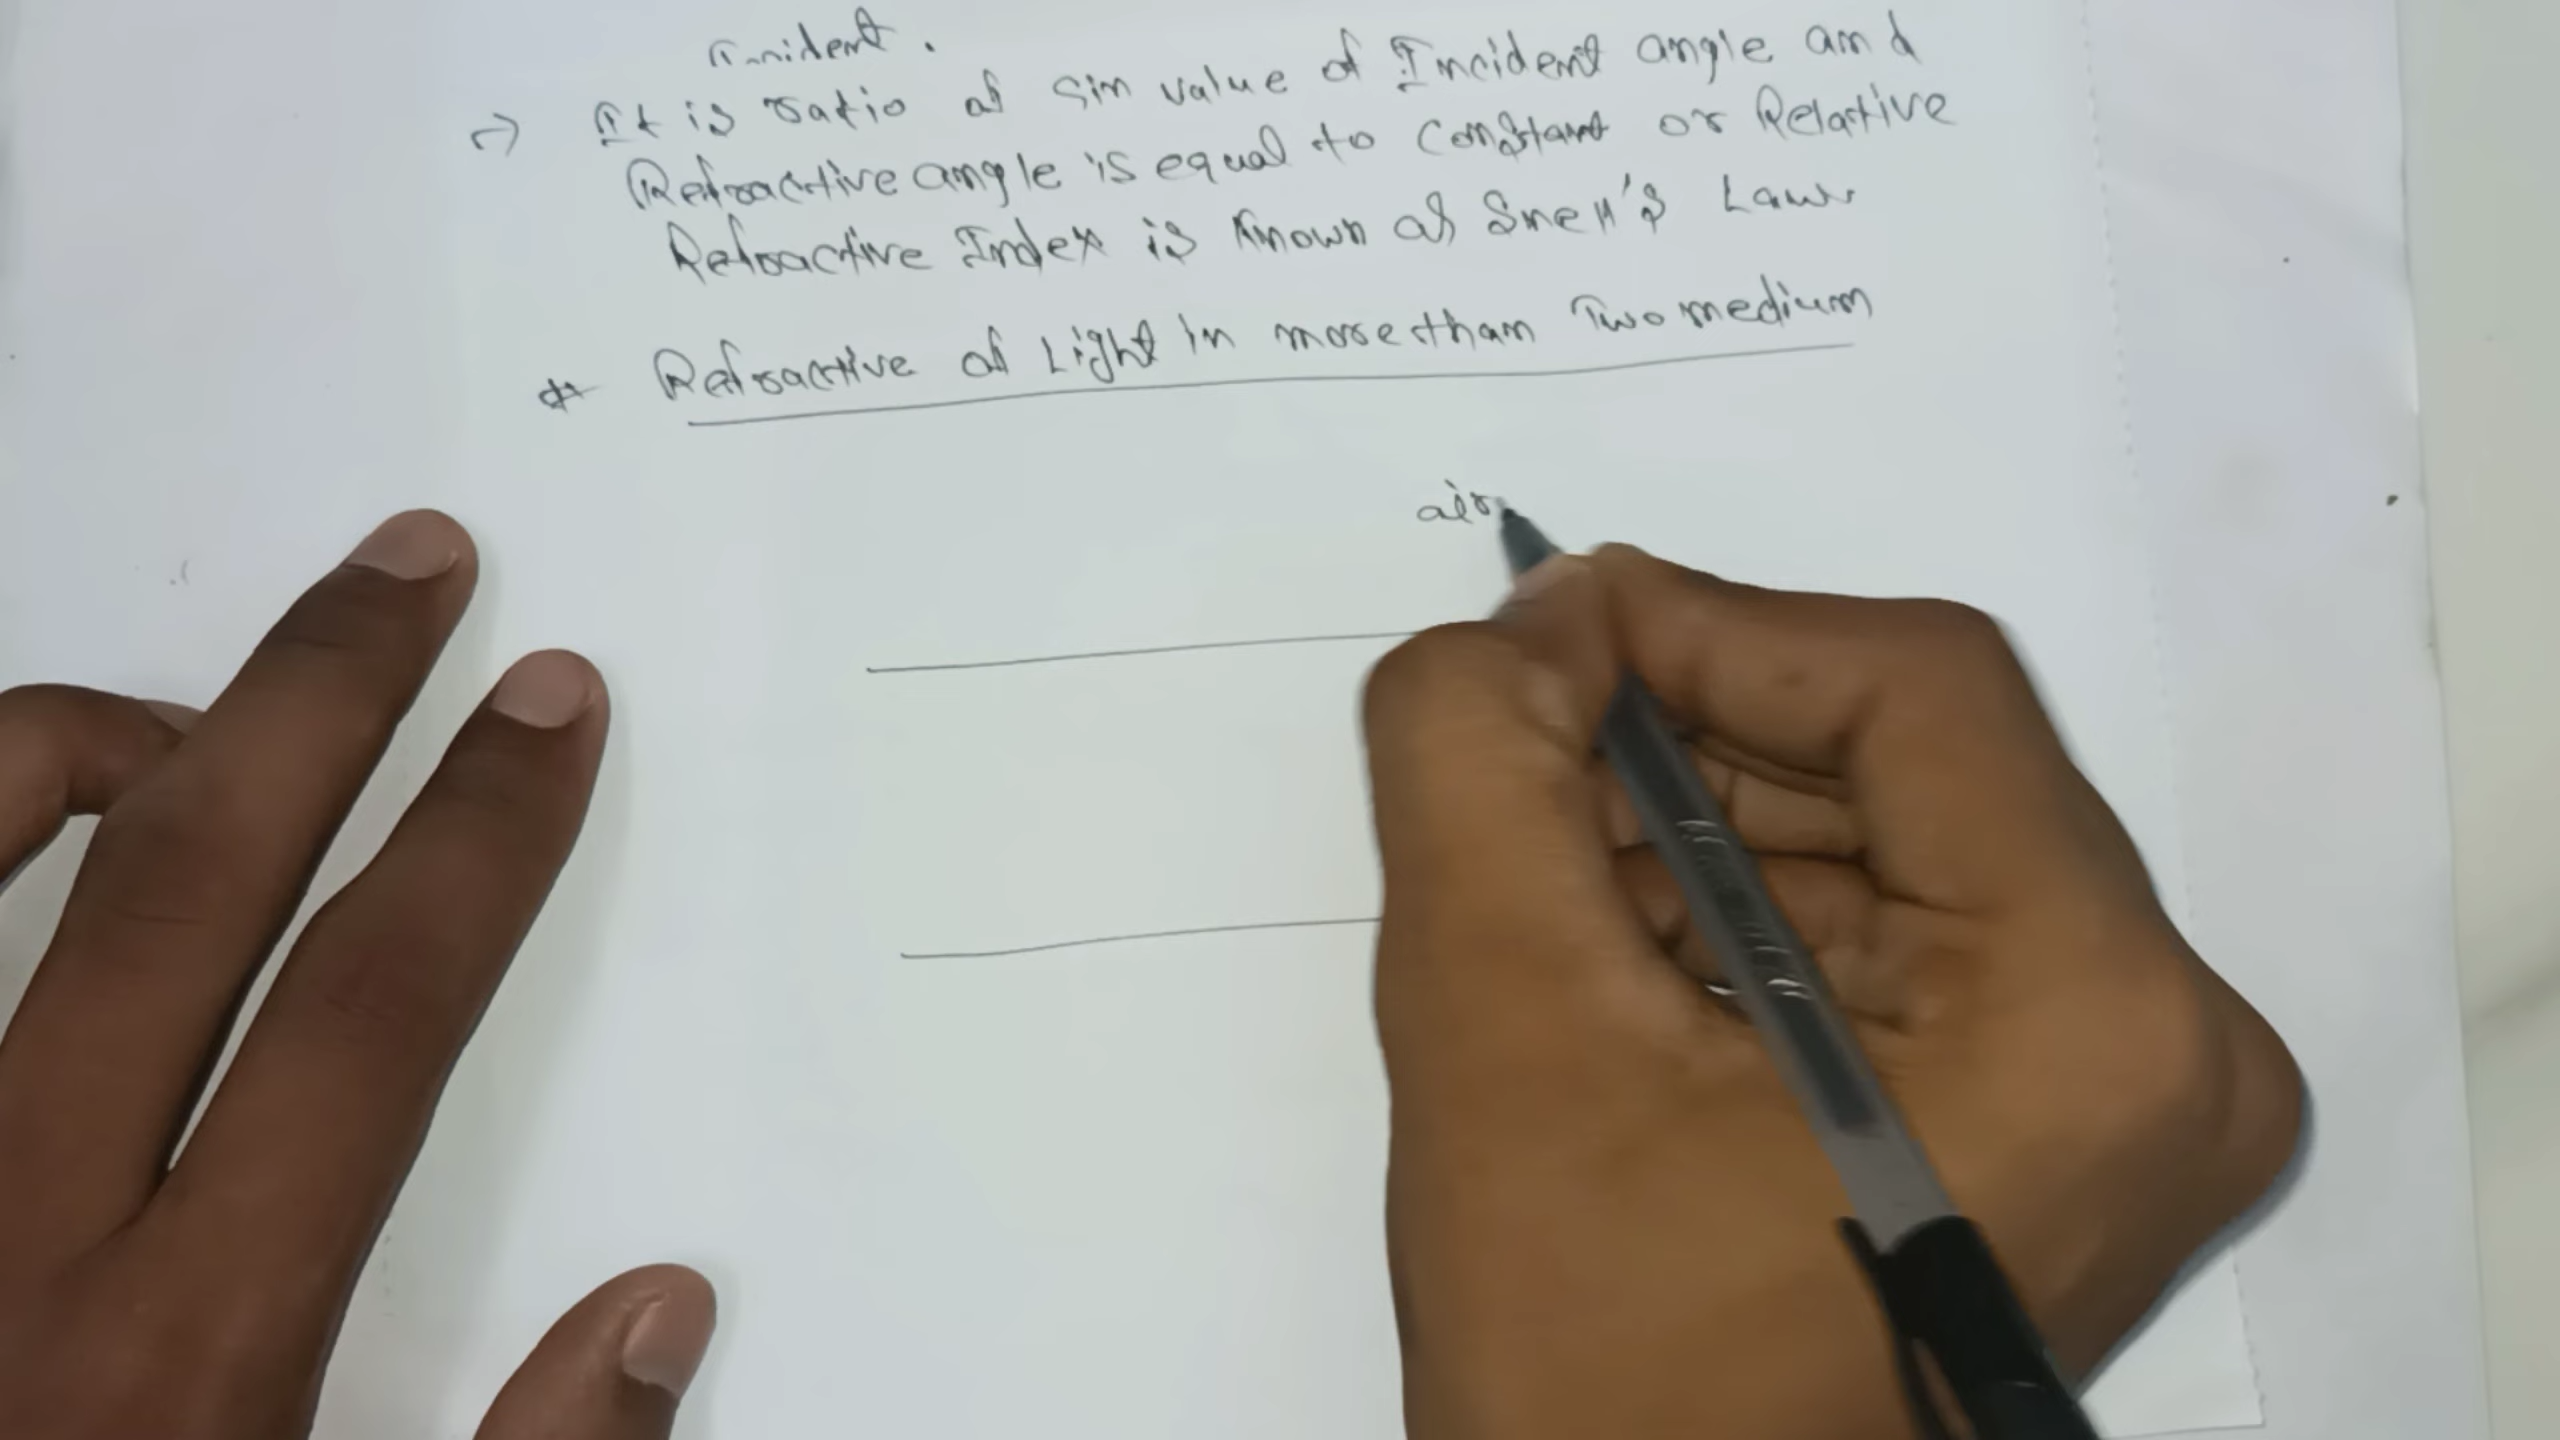 Incident.
→ It is ratio of Sin value of Incident angle and
Refractive angle is equal to Constant or Relative
Refractive Index is Known as Snell's Law
* Refractive of Light in more than Two medium
air